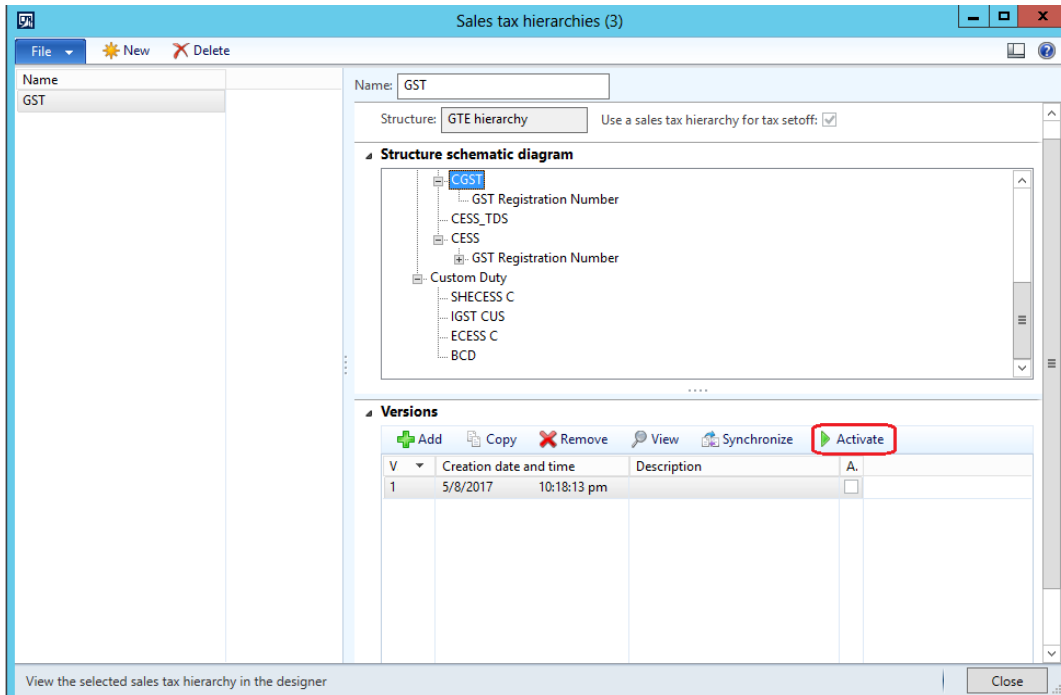 Sales tax hierarchies (3)
File New Delete
Name
GST
Name: GST
Structure: GTE hierarchy Use a sales tax hierarchy for tax setoff:
Structure schematic diagram
CGST
GST Registration Number
CESS_TDS
CESS
GST Registration Number
Custom Duty
SHECESS C
IGST CUS
ECESS C
BCD
Versions
Add Copy Remove View Synchronize Activate
V Creation date and time Description A.
1 5/8/2017 10:18:13 pm
View the selected sales tax hierarchy in the designer Close